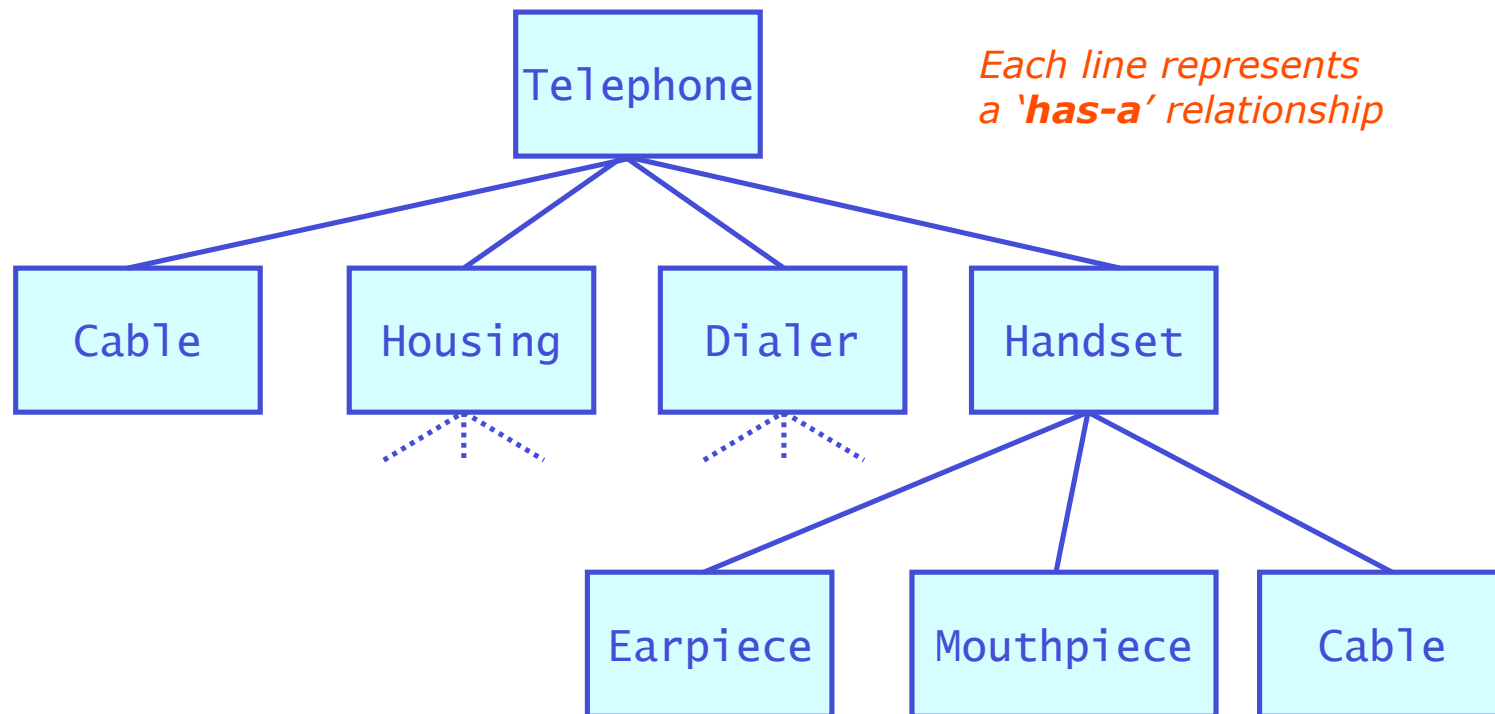 Telephone
Each line represents
a ‘has-a’ relationship
Cable
Housing
Dialer
Handset
Earpiece
Mouthpiece
Cable